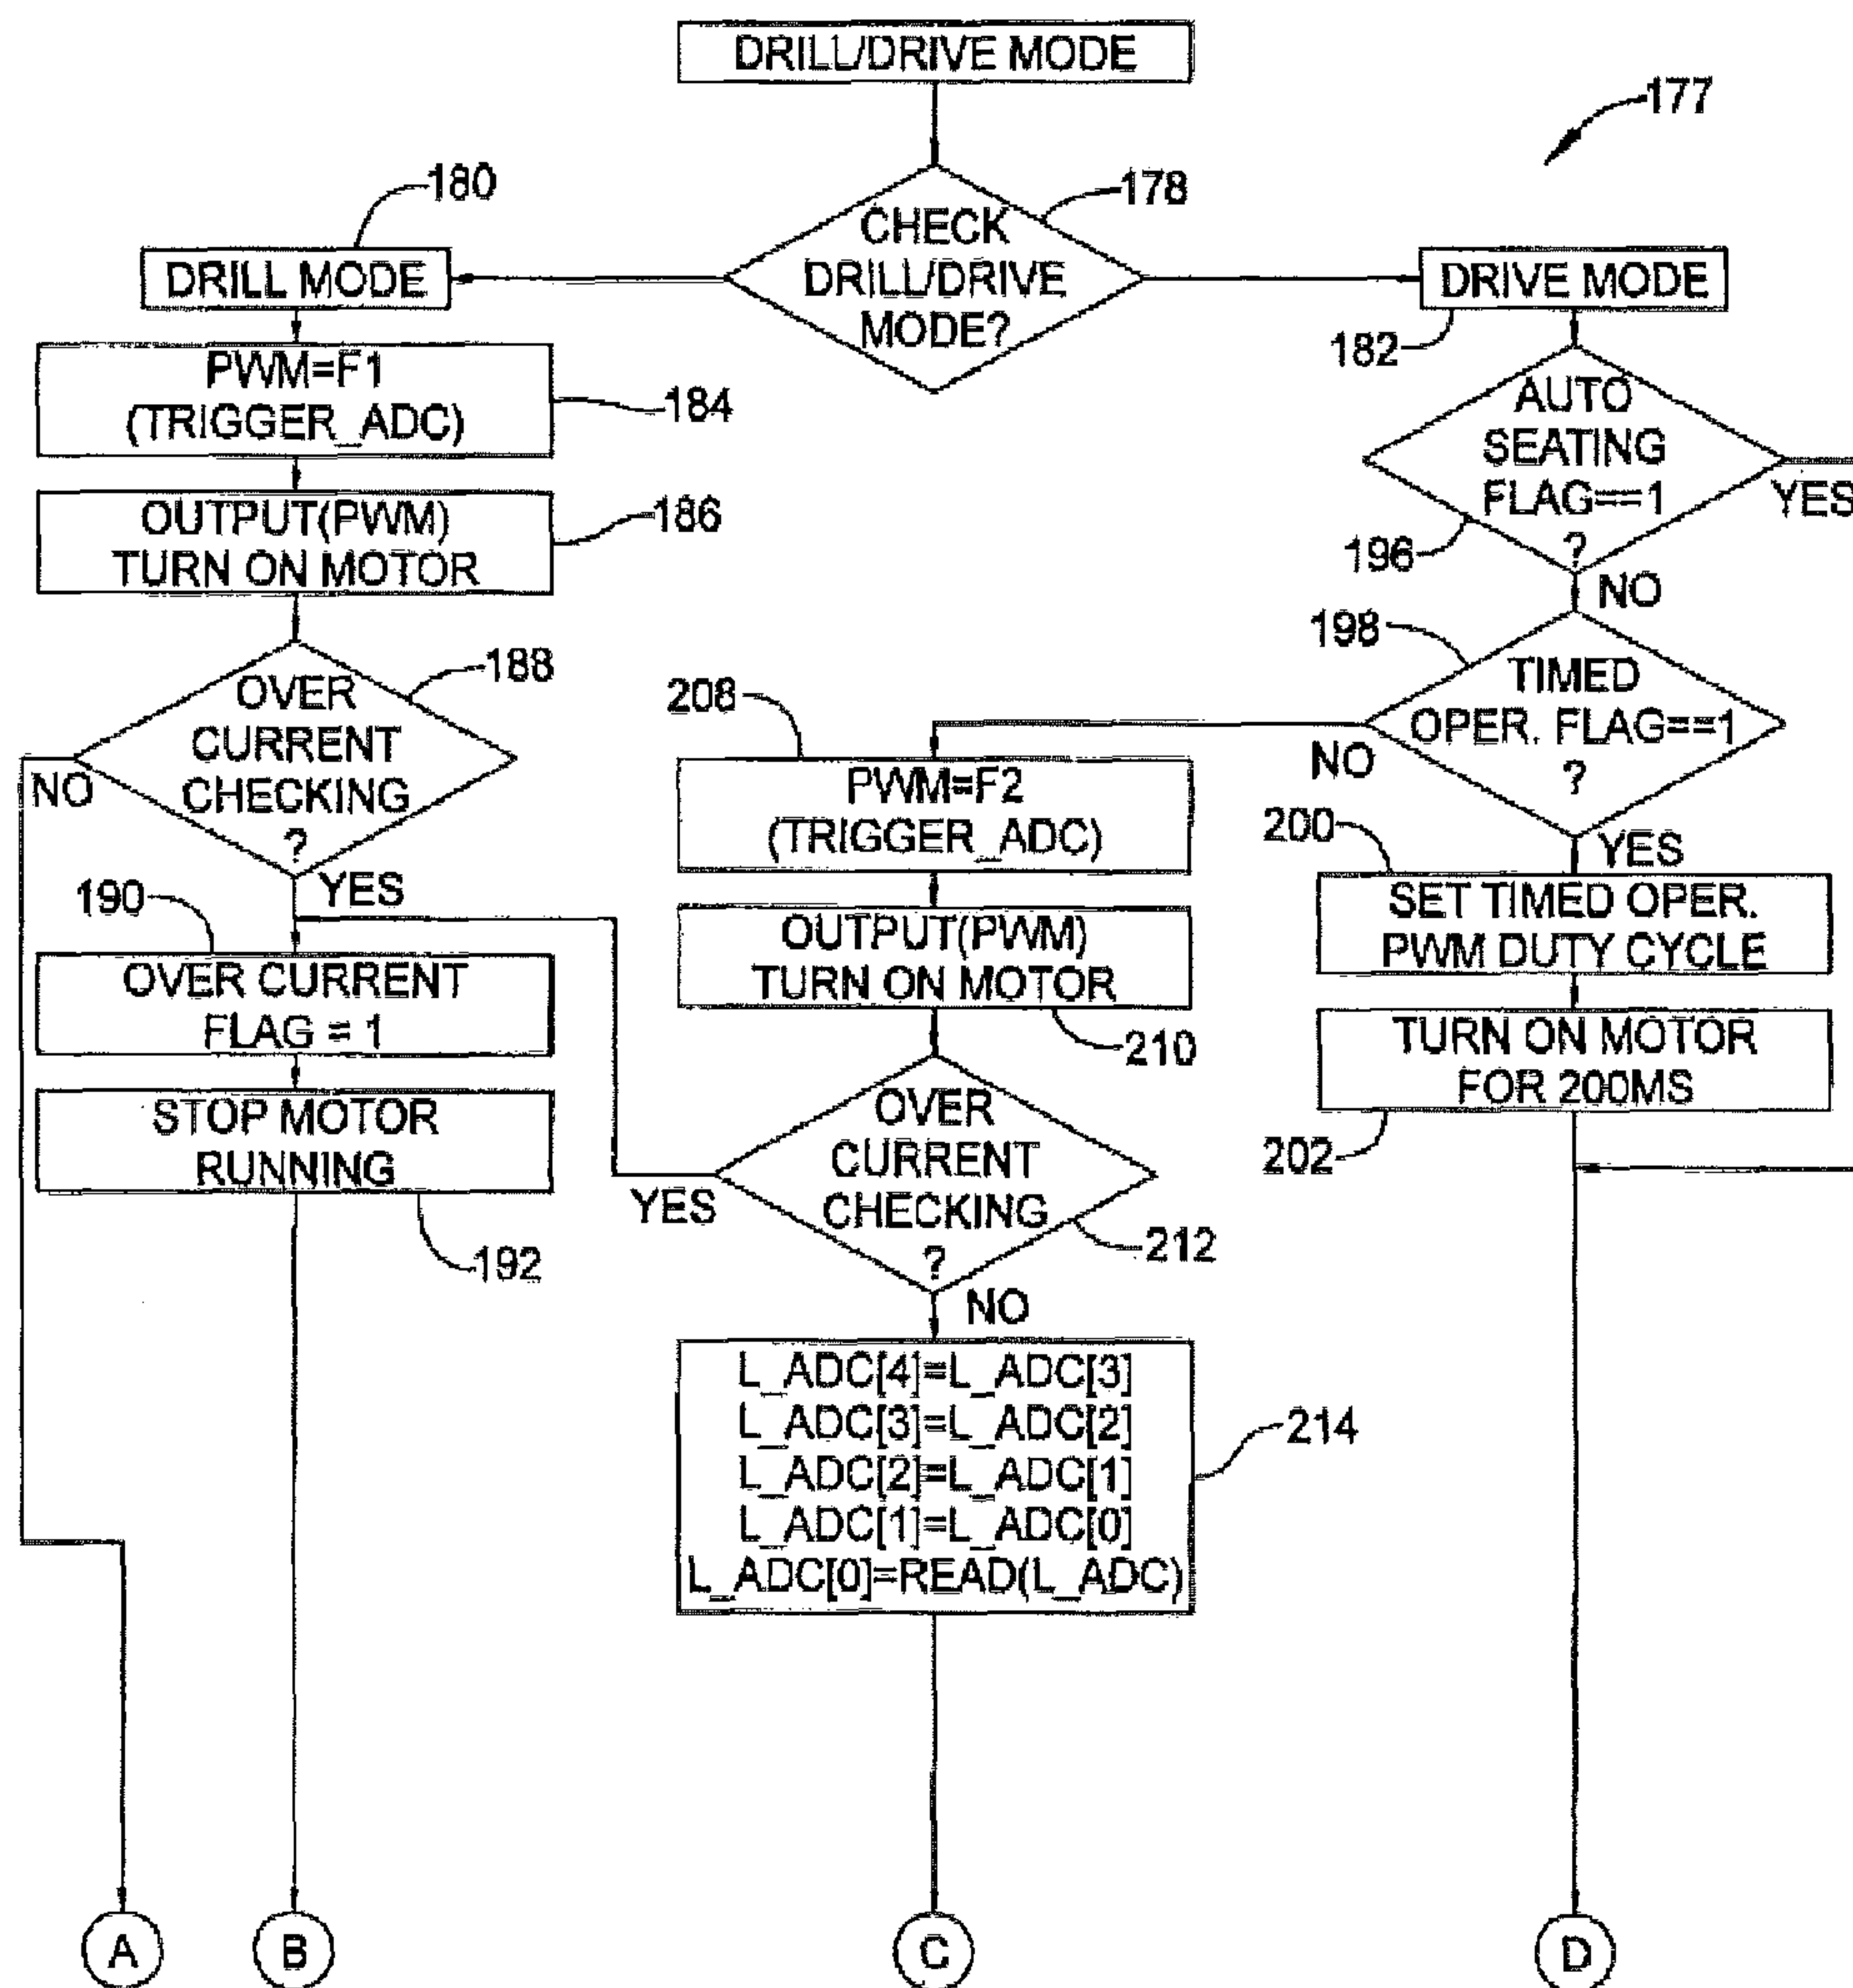 DRILL/DRIVE MODE
177
178
CHECK
DRILL/DRIVE
MODE?
180
DRILL MODE
DRIVE MODE
182
PWM=F1
(TRIGGER_ADC)
184
OUTPUT(PWM)
TURN ON MOTOR
186
OVER
CURRENT
CHECKING
?
188
NO
YES
190
OVER CURRENT
FLAG = 1
STOP MOTOR
RUNNING
192
AUTO
SEATING
FLAG==1
?
196
YES
NO
198
TIMED
OPER. FLAG==1
?
NO
YES
200
SET TIMED OPER.
PWM DUTY CYCLE
TURN ON MOTOR
FOR 200MS
202
208
PWM=F2
(TRIGGER_ADC)
OUTPUT(PWM)
TURN ON MOTOR
210
OVER
CURRENT
CHECKING
?
212
YES
NO
L_ADC[4]=L_ADC[3]
L_ADC[3]=L_ADC[2]
L_ADC[2]=L_ADC[1]
L_ADC[1]=L_ADC[0]
L_ADC[0]=READ(L_ADC)
214
A
B
C
D